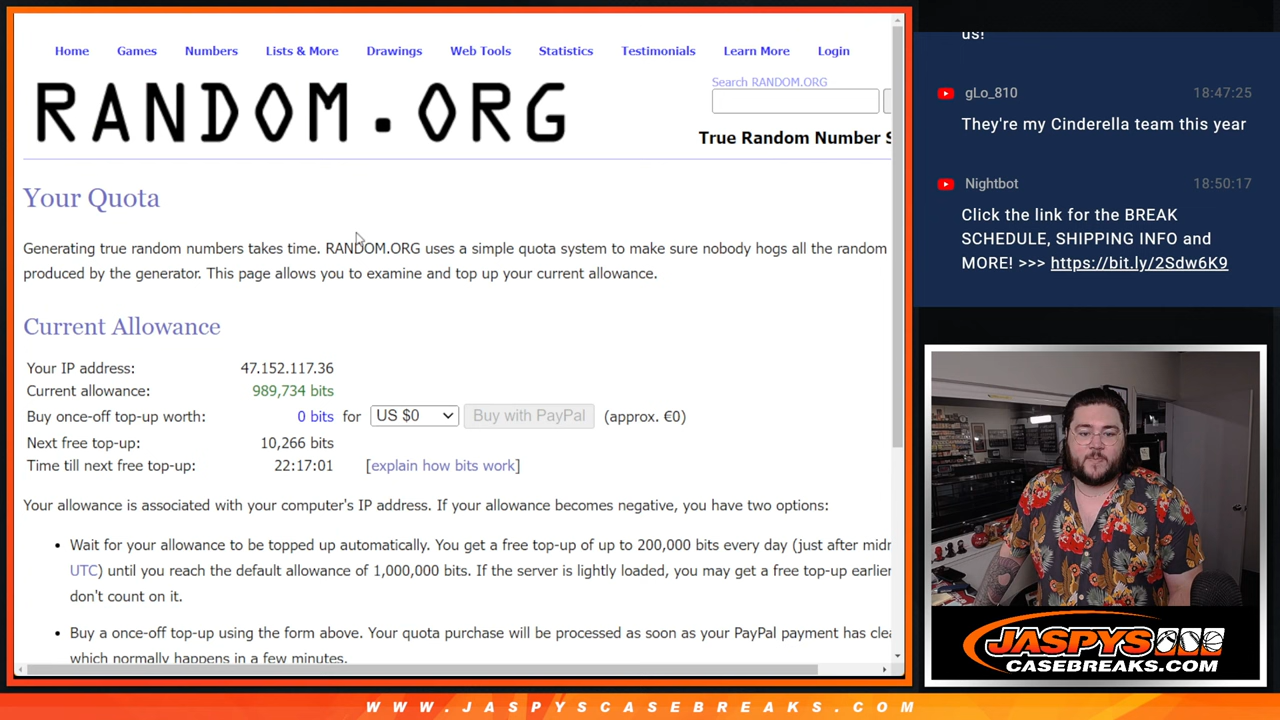 Home Games Numbers Lists & More Drawings Web Tools Statistics Testimonials Learn More Login
RANDOM.ORG
Search RANDOM.ORG
True Random Number S
Your Quota
Generating true random numbers takes time. RANDOM.ORG uses a simple quota system to make sure nobody hogs all the random
produced by the generator. This page allows you to examine and top up your current allowance.
Current Allowance
Your IP address: 47.152.117.36
Current allowance: 989,734 bits
Buy once-off top-up worth: 0 bits for US $0 Buy with PayPal (approx. €0)
Next free top-up: 10,266 bits
Time till next free top-up: 22:17:01 [explain how bits work]
Your allowance is associated with your computer's IP address. If your allowance becomes negative, you have two options:
• Wait for your allowance to be topped up automatically. You get a free top-up of up to 200,000 bits every day (just after midn
UTC) until you reach the default allowance of 1,000,000 bits. If the server is lightly loaded, you may get a free top-up earlier
don't count on it.
• Buy a once-off top-up using the form above. Your quota purchase will be processed as soon as your PayPal payment has clea
which normally happens in a few minutes.
us!
gLo_810 18:47:25
They're my Cinderella team this year
Nightbot 18:50:17
Click the link for the BREAK
SCHEDULE, SHIPPING INFO and
MORE! >>> https://bit.ly/2Sdw6K9
JASPYS
CASEBREAKS.COM
WWW.JASPYSCASEBREAKS.COM